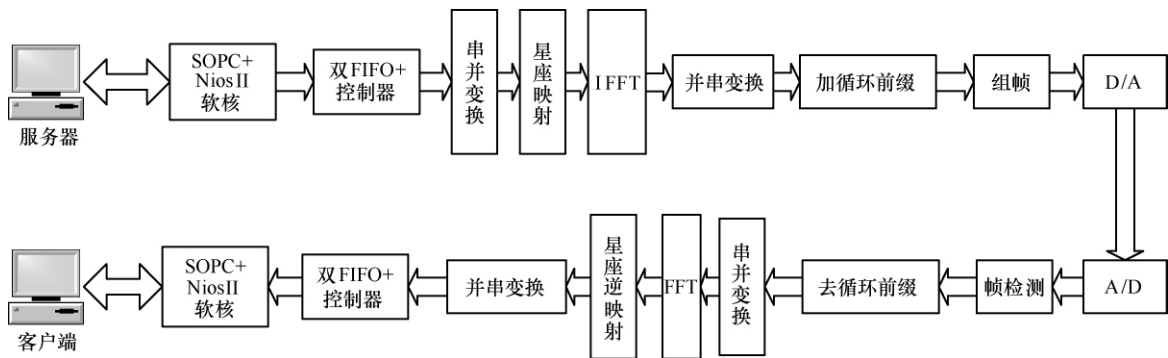 服务器
SOPC+
NiosⅡ
软核
双FIFO+
控制器
串并变换
星座映射
IFFT
并串变换
加循环前缀
组帧
D/A
客户端
SOPC+
NiosⅡ
软核
双FIFO+
控制器
并串变换
星座逆映射
FFT
串并变换
去循环前缀
帧检测
A/D